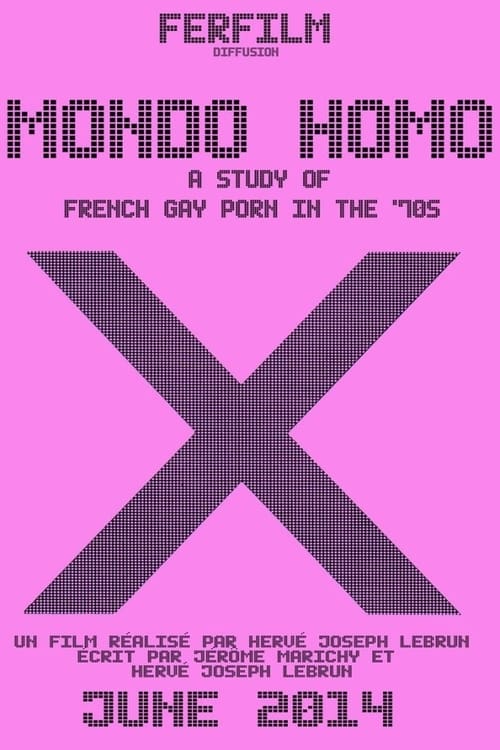 FERFILM
DIFFUSION
MONDO HOMO
A STUDY OF
FRENCH GAY PORN IN THE '70S
X
UN FILM RÉALISÉ PAR HERVÉ JOSEPH LEBRUN
ÉCRIT PAR JÉRÔME MARICHY ET
HERVÉ JOSEPH LEBRUN
JUNE 2014